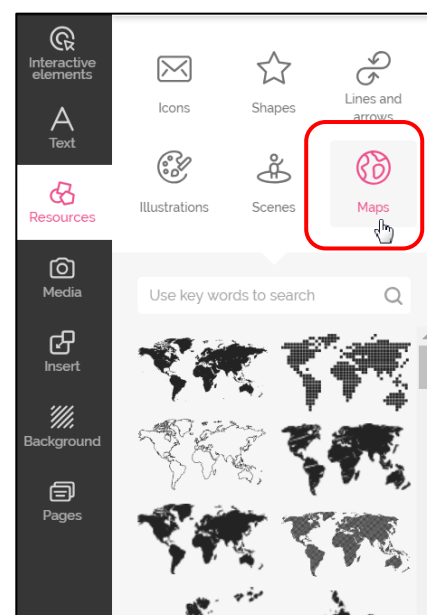 Interactive
elements
Text
Resources
Media
Insert
Background
Pages
Icons
Shapes
Lines and
arrows
Illustrations
Scenes
Maps
Use key words to search